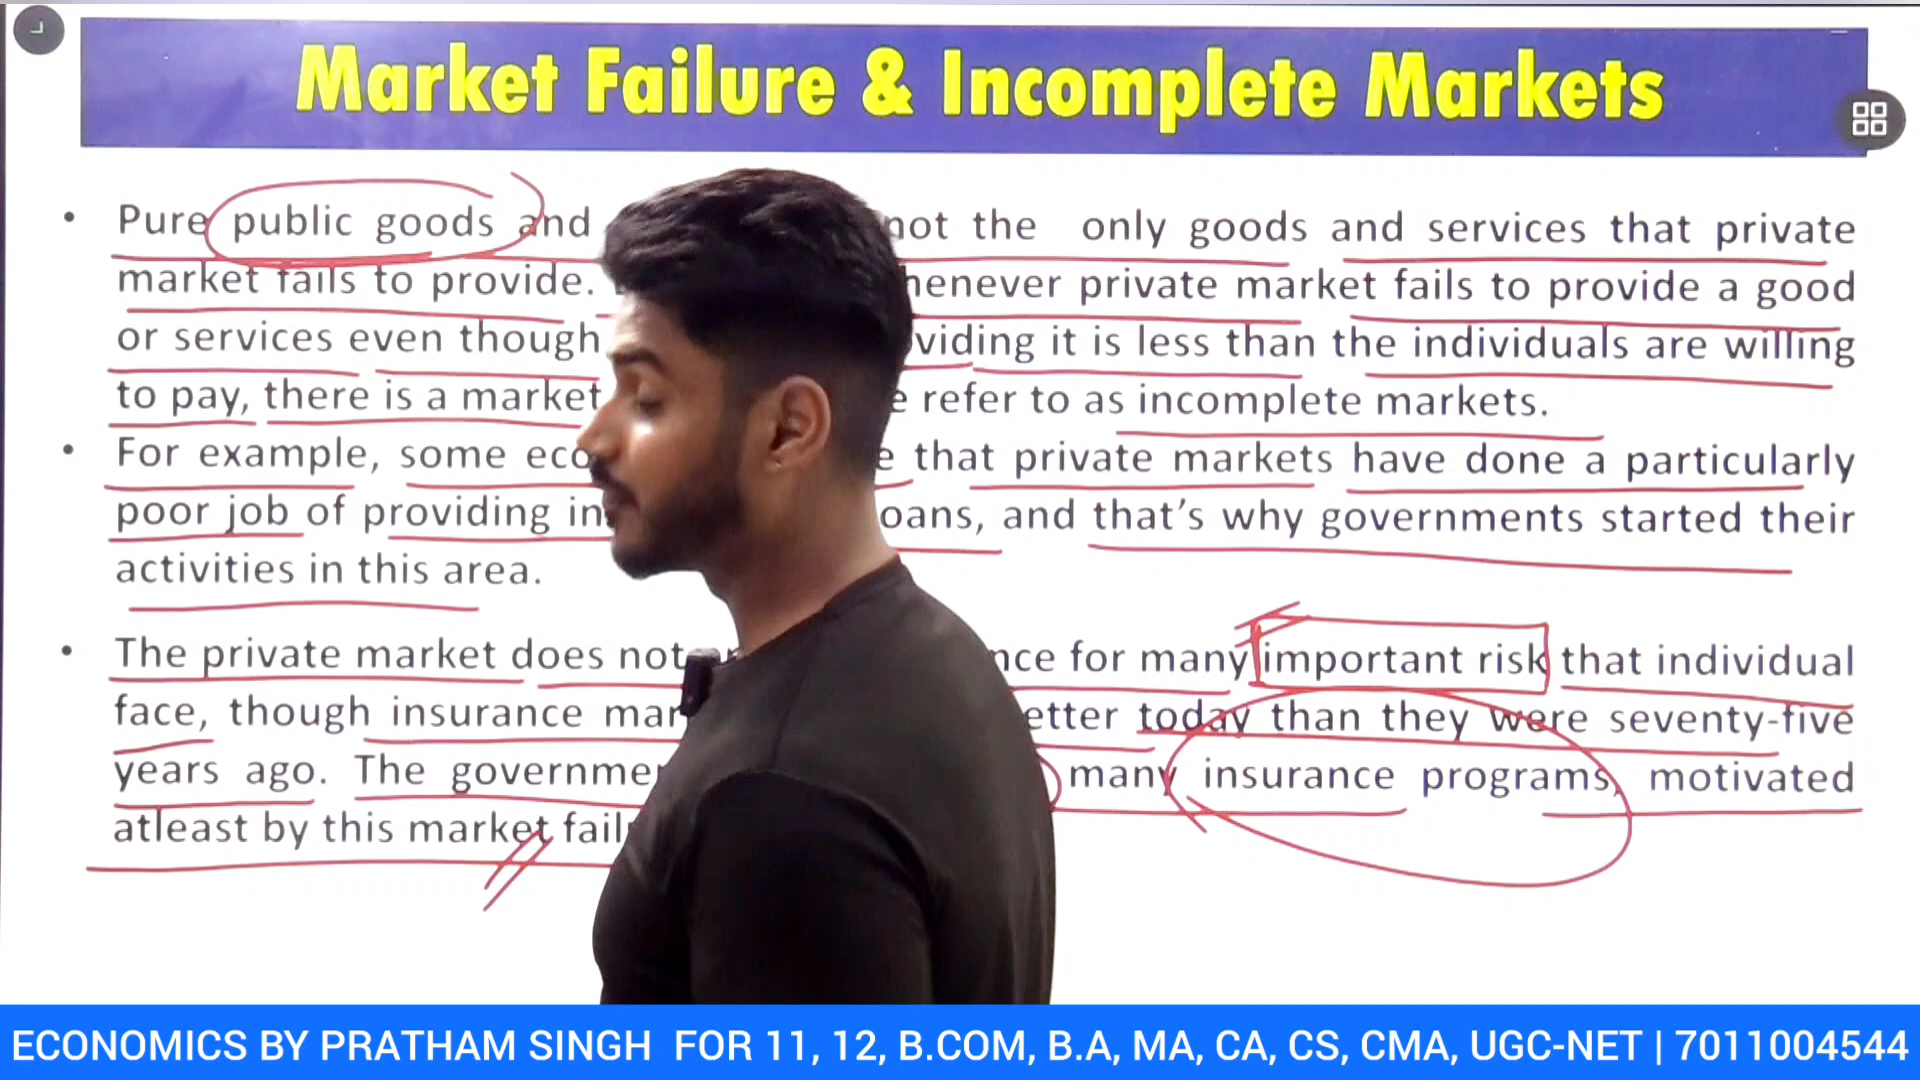 Market Failure & Incomplete Markets
• Pure public goods and not the only goods and services that private
market fails to provide. henever private market fails to provide a good
or services even though viding it is less than the individuals are willing
to pay, there is a market e refer to as incomplete markets.
• For example, some eco e that private markets have done a particularly
poor job of providing in oans, and that's why governments started their
activities in this area.
• The private market does not nce for many important risk that individual
face, though insurance mar etter today than they were seventy-five
years ago. The governme many insurance programs, motivated
atleast by this market fail
ECONOMICS BY PRATHAM SINGH FOR 11, 12, B.COM, B.A, MA, CA, CS, CMA, UGC-NET | 7011004544